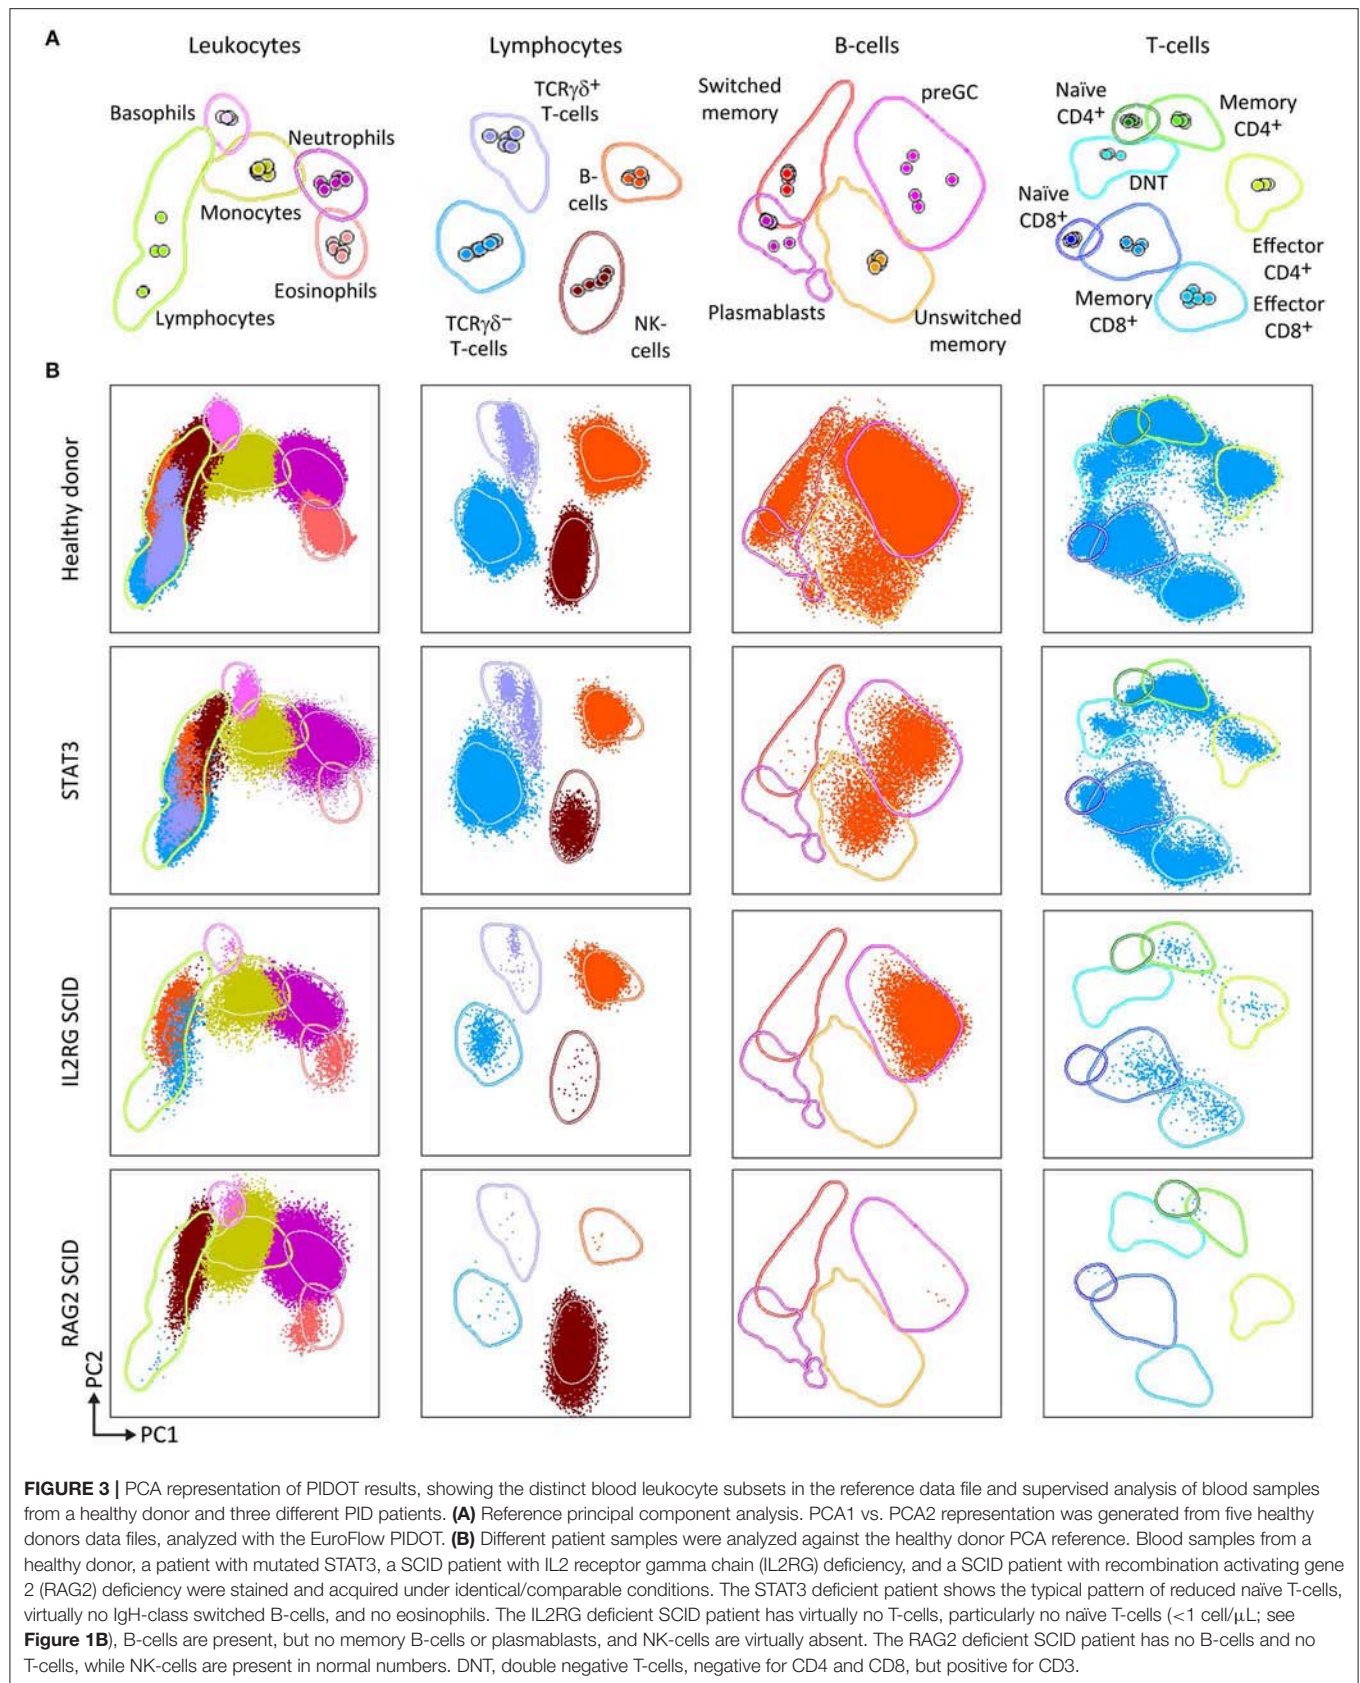 A
Leukocytes
Lymphocytes
B-cells
T-cells
Basophils
Neutrophils
Monocytes
Eosinophils
Lymphocytes
TCRγδ+
T-cells
B-
cells
TCRγδ−
T-cells
NK-
cells
Switched
memory
preGC
Plasmablasts
Unswitched
memory
Naïve
CD4+
Memory
CD4+
DNT
Naïve
CD8+
Effector
CD4+
Memory
CD8+
Effector
CD8+
B
Healthy donor
STAT3
IL2RG SCID
RAG2 SCID
PC2
PC1
FIGURE 3 | PCA representation of PIDOT results, showing the distinct blood leukocyte subsets in the reference data file and supervised analysis of blood samples
from a healthy donor and three different PID patients. (A) Reference principal component analysis. PCA1 vs. PCA2 representation was generated from five healthy
donors data files, analyzed with the EuroFlow PIDOT. (B) Different patient samples were analyzed against the healthy donor PCA reference. Blood samples from a
healthy donor, a patient with mutated STAT3, a SCID patient with IL2 receptor gamma chain (IL2RG) deficiency, and a SCID patient with recombination activating gene
2 (RAG2) deficiency were stained and acquired under identical/comparable conditions. The STAT3 deficient patient shows the typical pattern of reduced naïve T-cells,
virtually no IgH-class switched B-cells, and no eosinophils. The IL2RG deficient SCID patient has virtually no T-cells, particularly no naïve T-cells (<1 cell/μL; see
Figure 1B), B-cells are present, but no memory B-cells or plasmablasts, and NK-cells are virtually absent. The RAG2 deficient SCID patient has no B-cells and no
T-cells, while NK-cells are present in normal numbers. DNT, double negative T-cells, negative for CD4 and CD8, but positive for CD3.